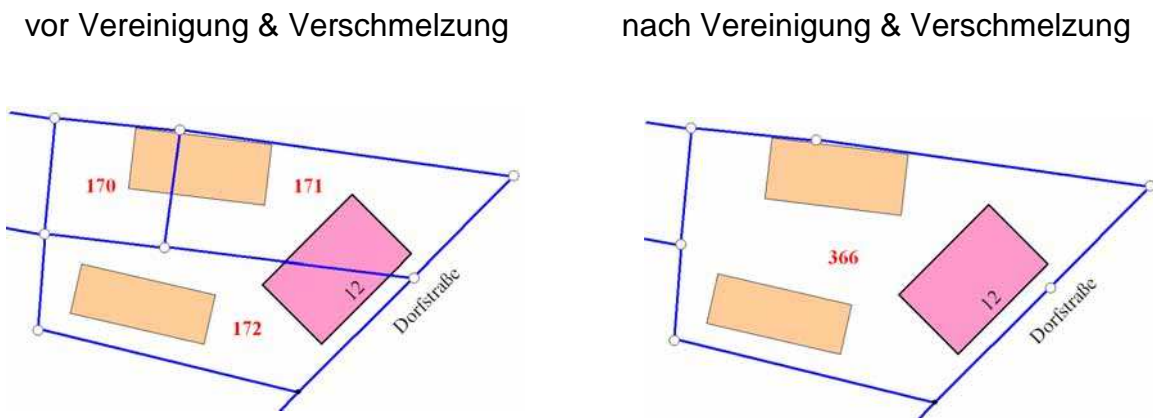 vor Vereinigung & Verschmelzung
nach Vereinigung & Verschmelzung
170
171
172
12
Dorfstraße
366
12
Dorfstraße